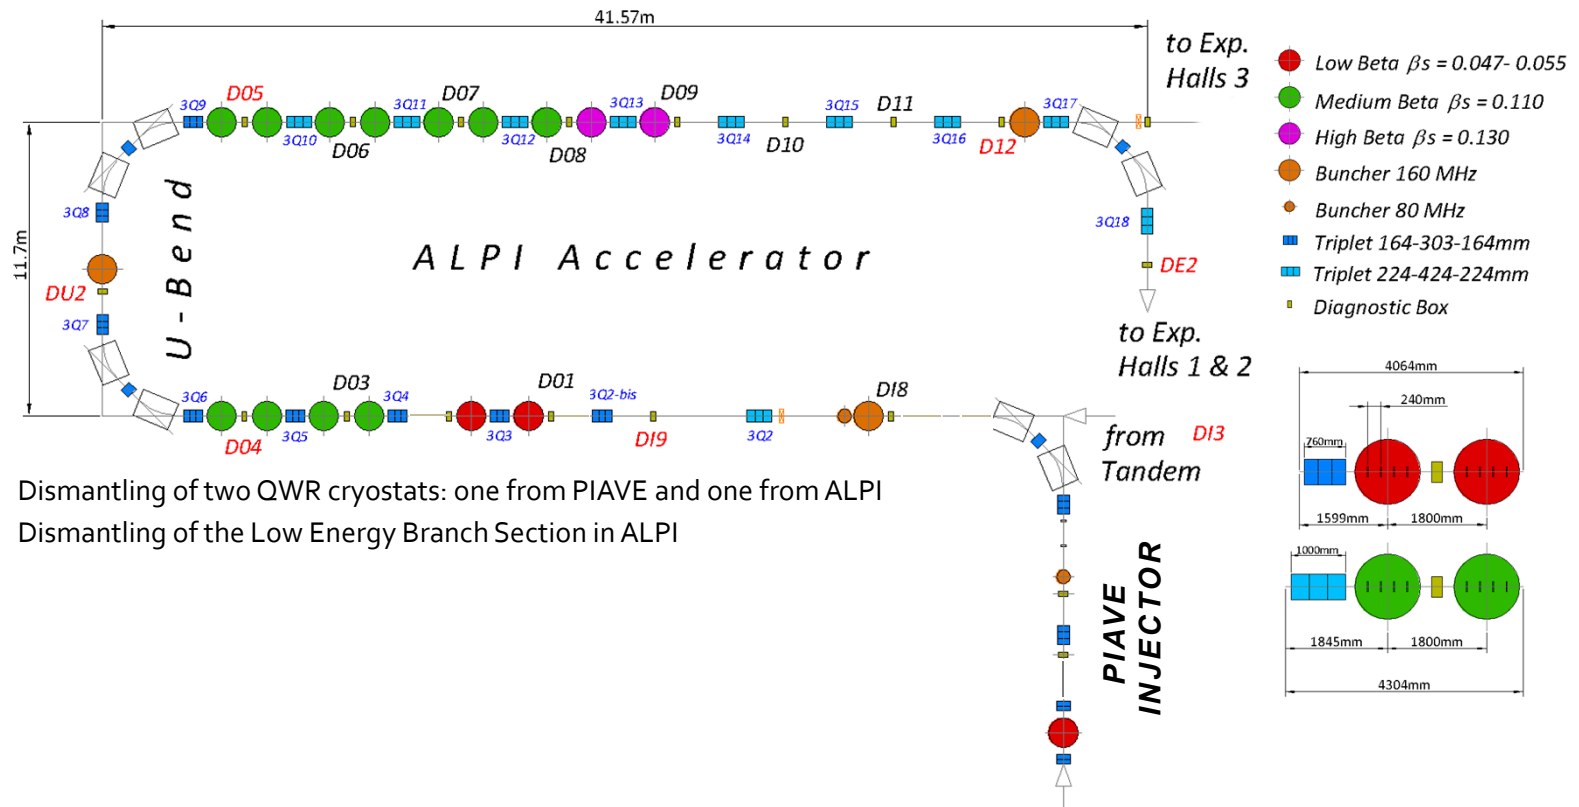 41.57m
to Exp.
Halls 3
3Q9
D05
3Q10
D06
3Q11
D07
3Q12
D08
3Q13
D09
3Q14
D10
3Q15
D11
3Q16
D12
3Q17
3Q18
DE2
to Exp.
Halls 1 & 2
11.7m
3Q8
DU2
3Q7
U-Bend
ALPI Accelerator
3Q6
D04
3Q5
D03
3Q4
3Q3
D01
3Q2-bis
DI9
3Q2
DI8
from
Tandem
DI3
Low Beta βs = 0.047- 0.055
Medium Beta βs = 0.110
High Beta βs = 0.130
Buncher 160 MHz
Buncher 80 MHz
Triplet 164-303-164mm
Triplet 224-424-224mm
Diagnostic Box
Dismantling of two QWR cryostats: one from PIAVE and one from ALPI
Dismantling of the Low Energy Branch Section in ALPI
PIAVE
INJECTOR
4064mm
240mm
760mm
1599mm
1800mm
1000mm
1845mm
1800mm
4304mm